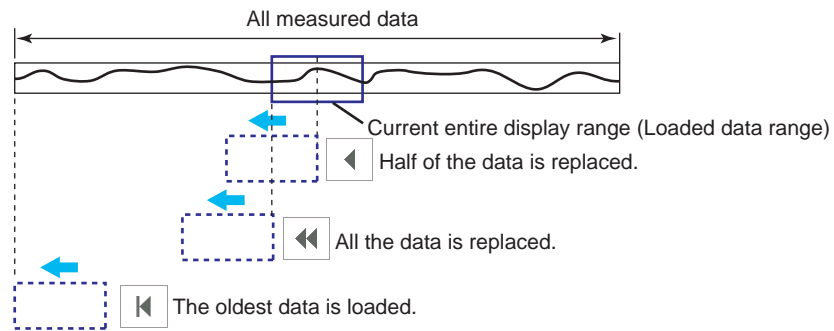 All measured data
Current entire display range (Loaded data range)
Half of the data is replaced.
All the data is replaced.
The oldest data is loaded.